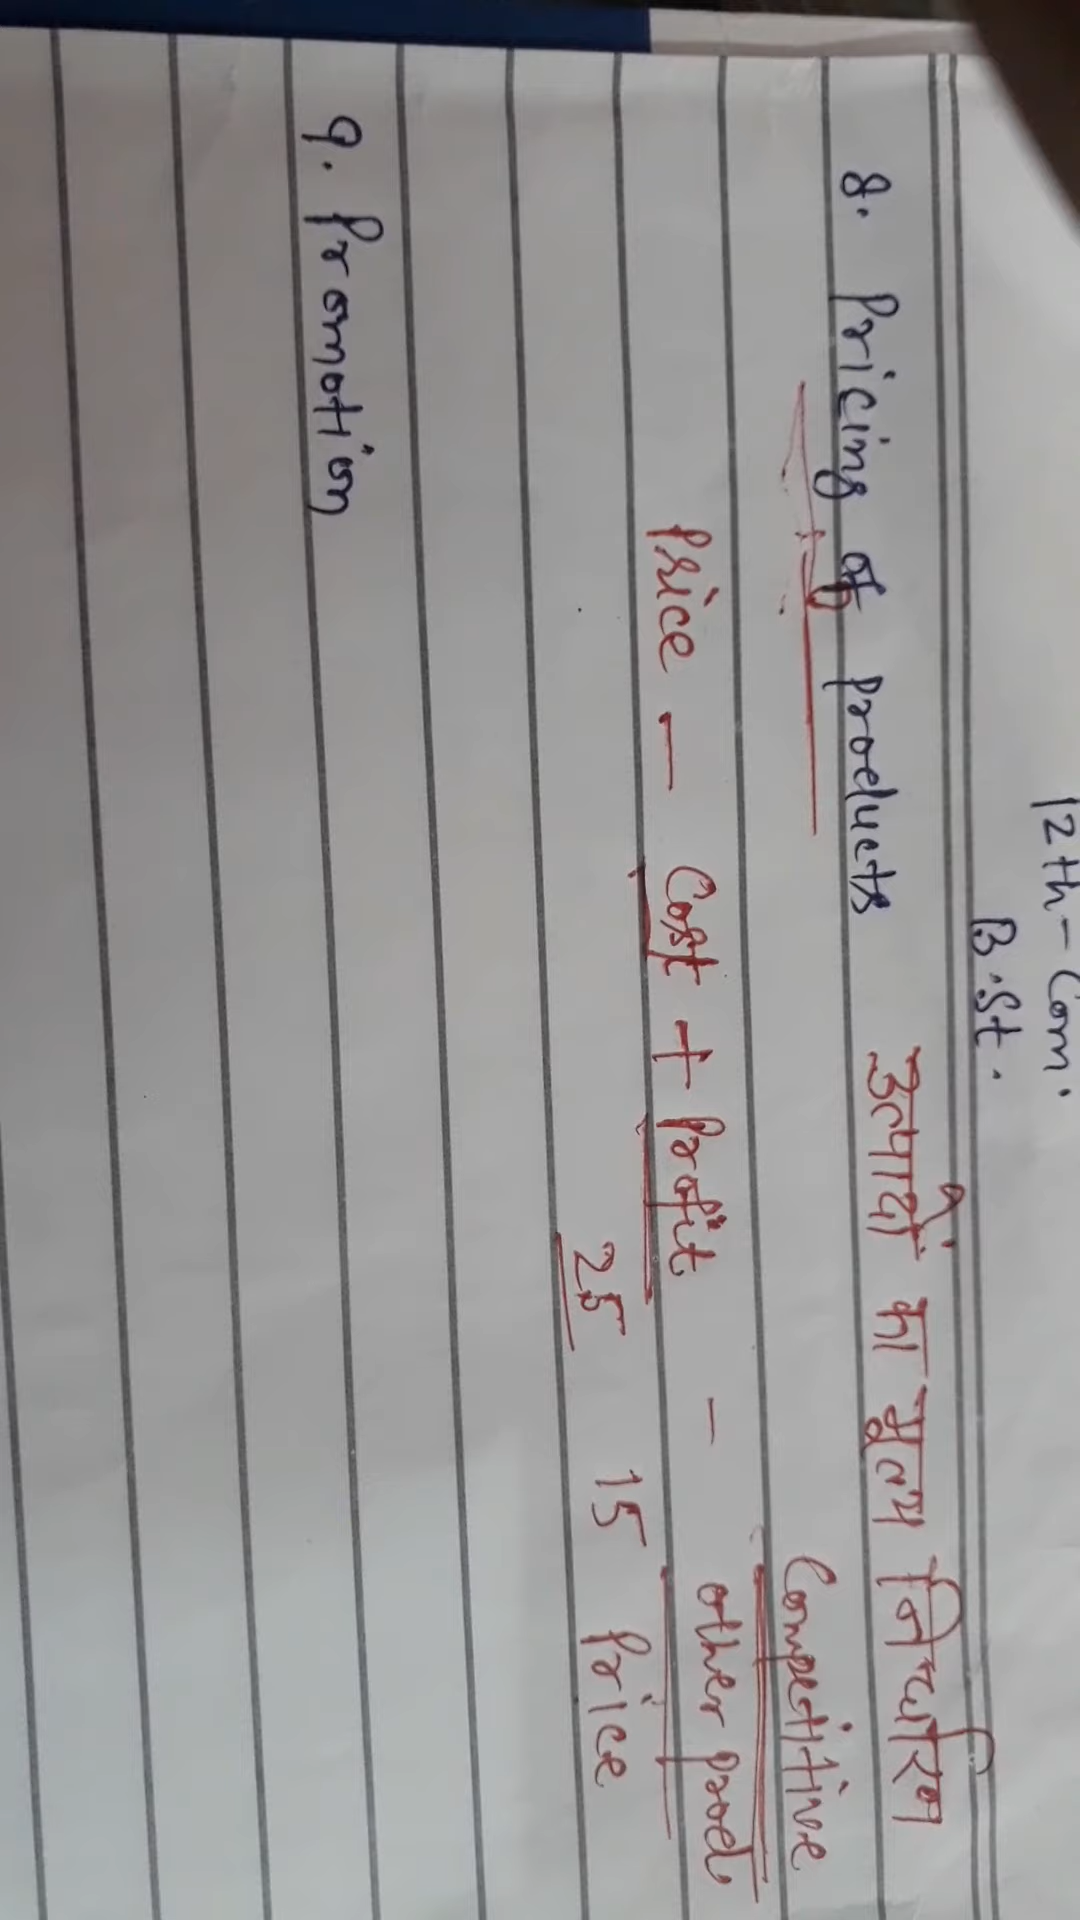 12th - Com.
B.St.
8. Pricing of products उत्पादों का मुल्य निर्धारण
Competitive
Price — Cost + Profit — other prod.
25 15 Price
9. Promotion